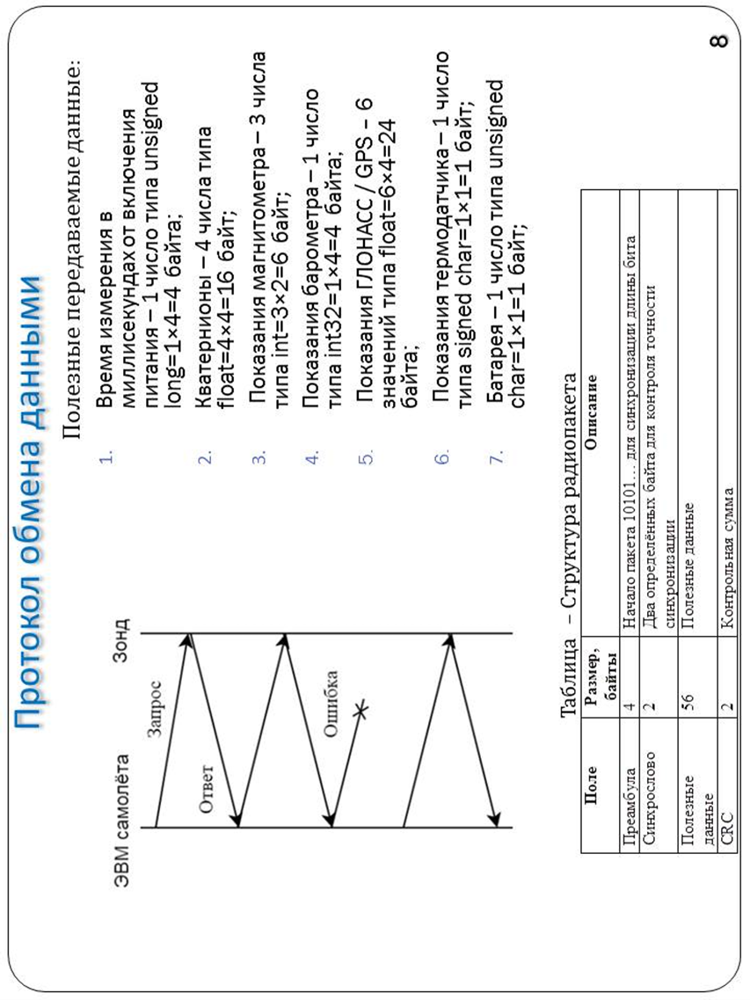 Протокол обмена данными
ЭВМ самолёта
Зонд
Запрос
Ответ
Ошибка
Полезные передаваемые данные:
1. Время измерения в
миллисекундах от включения
питания – 1 число типа unsigned
long=1×4=4 байта;
2. Кватернионы – 4 числа типа
float=4×4=16 байт;
3. Показания магнитометра – 3 числа
типа int=3×2=6 байт;
4. Показания барометра – 1 число
типа int32=1×4=4 байта;
5. Показания ГЛОНАСС / GPS – 6
значений типа float=6×4=24
байта;
6. Показания термодатчика – 1 число
типа signed char=1×1=1 байт;
7. Батарея – 1 число типа unsigned
char=1×1=1 байт;
Таблица – Структура радиопакета
Поле Размер, Описание
байты
Преамбула 4 Начало пакета 10101... для синхронизации длины бита
Синхрослово 2 Два определённых байта для контроля точности
синхронизации
Полезные 56 Полезные данные
данные
CRC 2 Контрольная сумма
8